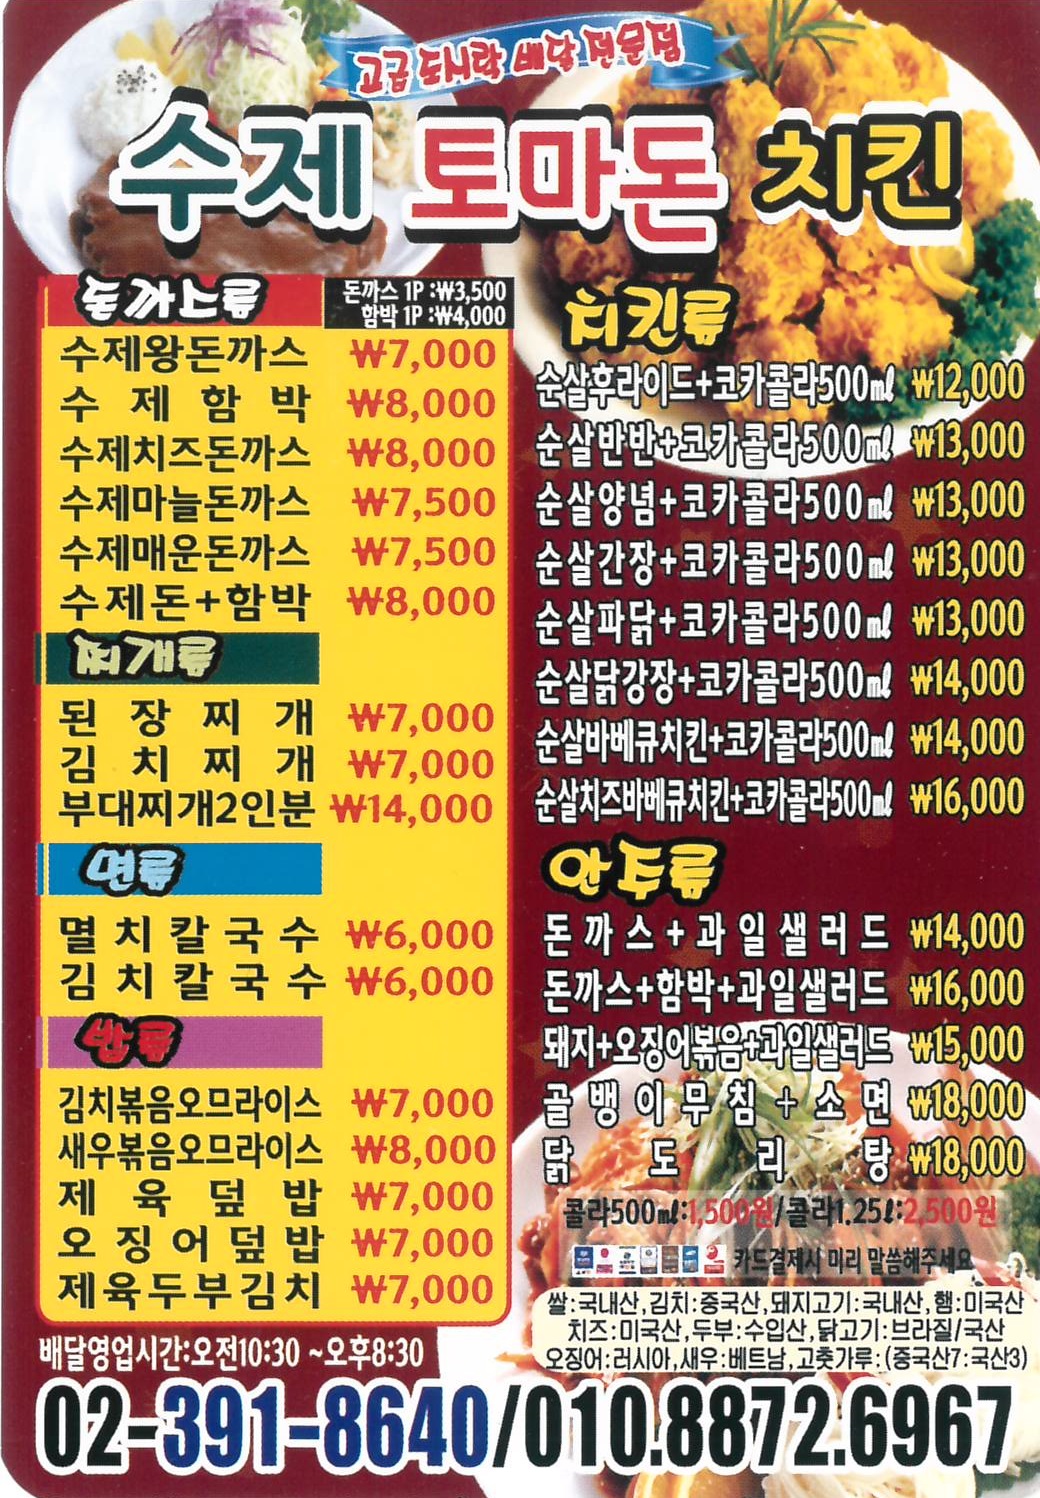 고급 도시락 배달 전문점
수제 토마돈 치킨
돈까스류
돈까스 1P :₩3,500
함박 1P :₩4,000
수제왕돈까스 ₩7,000
수제함박 ₩8,000
수제치즈돈까스 ₩8,000
수제마늘돈까스 ₩7,500
수제매운돈까스 ₩7,500
수제돈+함박 ₩8,000
찌개류
된장찌개 ₩7,000
김치찌개 ₩7,000
부대찌개2인분 ₩14,000
면류
멸치칼국수 ₩6,000
김치칼국수 ₩6,000
밥류
김치볶음오므라이스 ₩7,000
새우볶음오므라이스 ₩8,000
제육덮밥 ₩7,000
오징어덮밥 ₩7,000
제육두부김치 ₩7,000
치킨류
순살후라이드+코카콜라500㎖ ₩12,000
순살반반+코카콜라500㎖ ₩13,000
순살양념+코카콜라500㎖ ₩13,000
순살간장+코카콜라500㎖ ₩13,000
순살파닭+코카콜라500㎖ ₩13,000
순살닭강장+코카콜라500㎖ ₩14,000
순살바베큐치킨+코카콜라500㎖ ₩14,000
순살치즈바베큐치킨+코카콜라500㎖ ₩16,000
안주류
돈까스+과일샐러드 ₩14,000
돈까스+함박+과일샐러드 ₩16,000
돼지+오징어볶음+과일샐러드 ₩15,000
골뱅이무침+소면 ₩18,000
닭도리탕 ₩18,000
콜라500㎖:1,500원/콜라1.25ℓ:2,500원
카드결제시 미리 말씀해주세요
쌀:국내산,김치:중국산,돼지고기:국내산,햄:미국산
치즈:미국산,두부:수입산,닭고기:브라질/국산
오징어:러시아,새우:베트남,고춧가루:(중국산7:국산3)
배달영업시간:오전10:30 ~오후8:30
02-391-8640/010.8872.6967